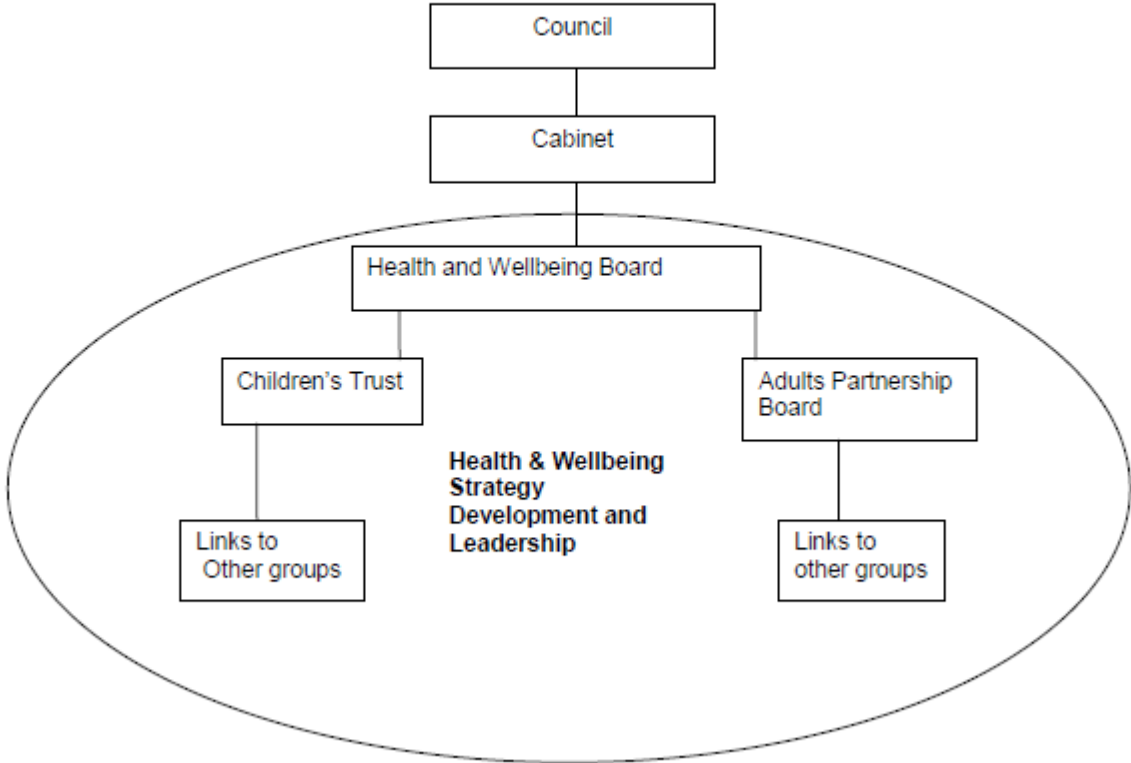 Council
Cabinet
Health and Wellbeing Board
Children's Trust
Adults Partnership
Board
Health & Wellbeing
Strategy
Development and
Leadership
Links to
Other groups
Links to
other groups